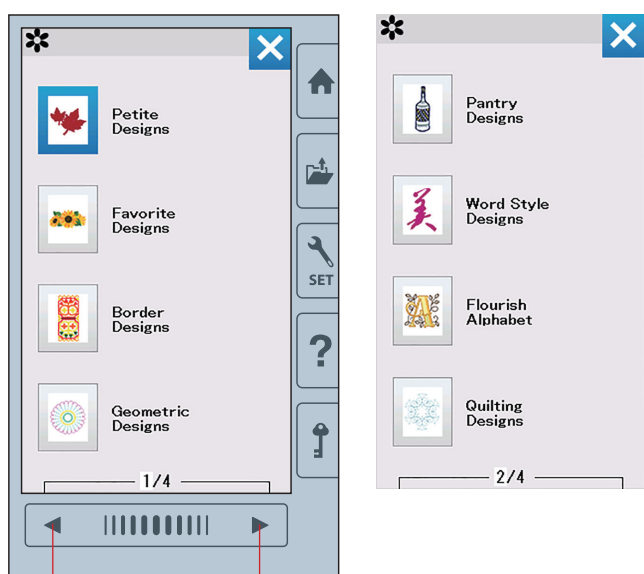 Petite
Designs
Favorite
Designs
Border
Designs
Geometric
Designs
1/4
SET
?
Pantry
Designs
Word Style
Designs
美
Flourish
Alphabet
A
Quilting
Designs
2/4